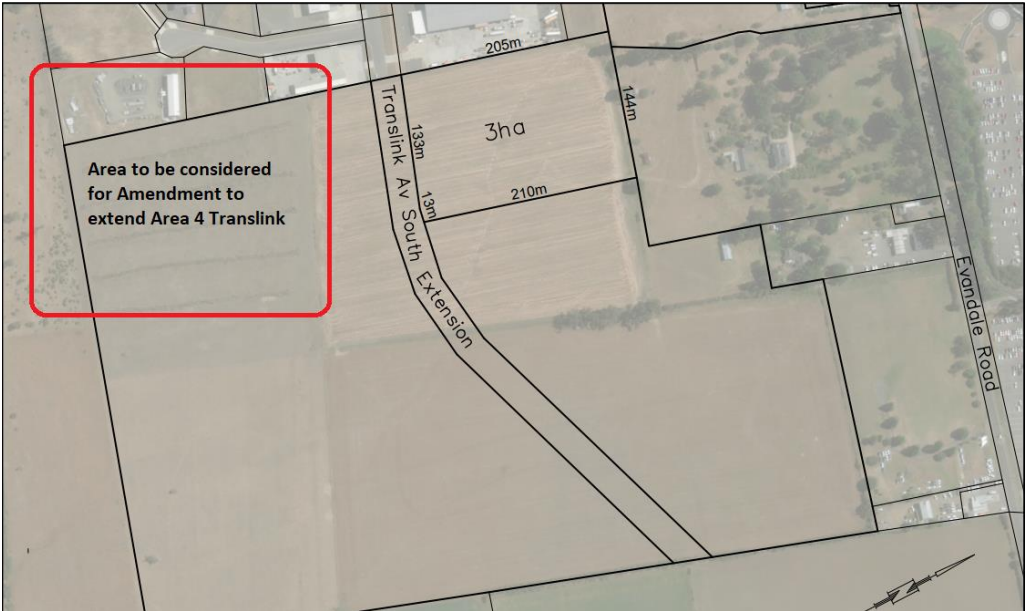 205m
Translink Av South Extension
133m
3ha
144m
Area to be considered
for Amendment to
extend Area 4 Translink
13m
210m
Evandale Road